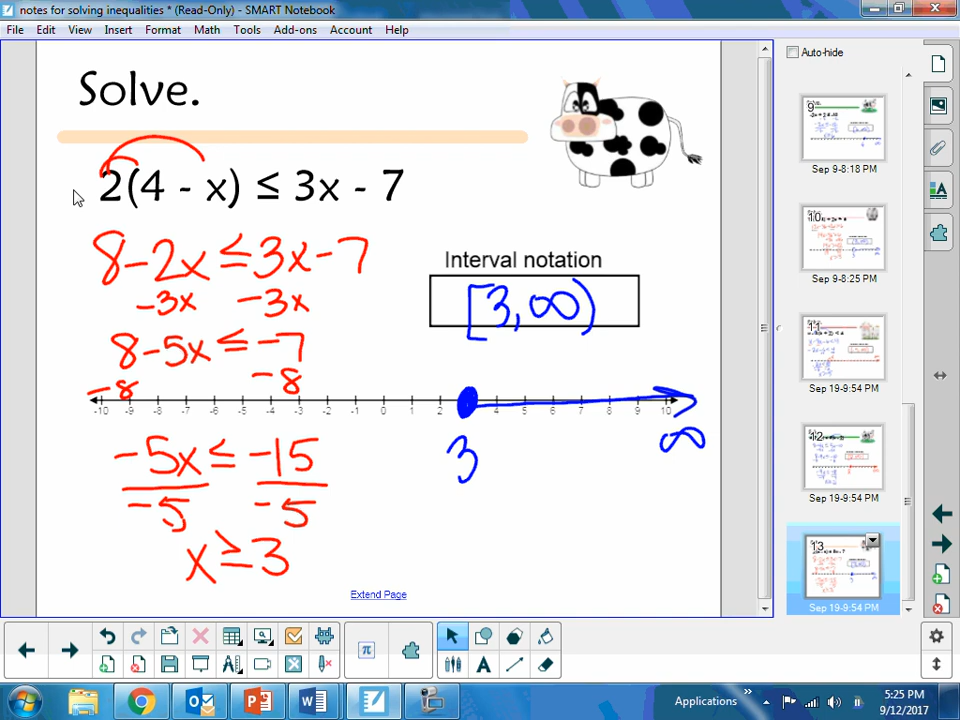 notes for solving inequalities * (Read-Only) - SMART Notebook
File Edit View Insert Format Math Tools Add-ons Account Help
Solve.
2(4 - x) ≤ 3x - 7
8-2x ≤ 3x-7
-3x -3x
8-5x ≤ -7
-8 -8
-5x ≤ -15
-5 -5
x ≥ 3
Interval notation
[3, ∞)
-10 -9 -8 -7 -6 -5 -4 -3 -2 -1 0 1 2 4 5 6 7 8 9 10
3 ∞
Extend Page
Auto-hide
9
Sep 9-8:18 PM
10
Sep 9-8:25 PM
11
Sep 19-9:54 PM
12
Sep 19-9:54 PM
13
Sep 19-9:54 PM
Applications
5:25 PM
9/12/2017